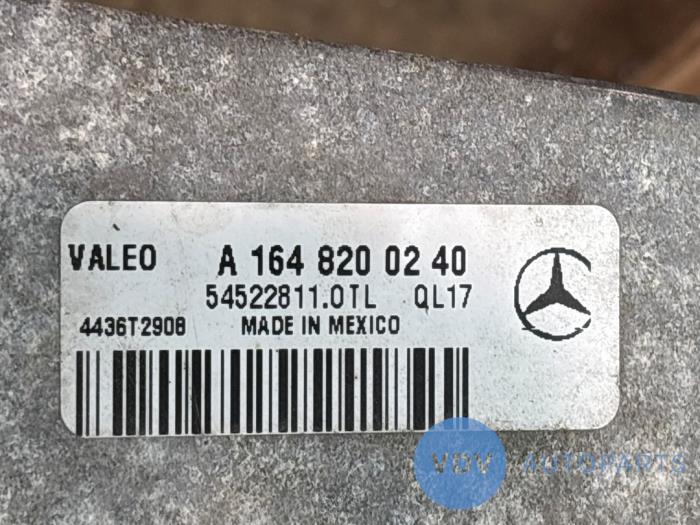 VALEO A 164 820 02 40
54522811.0TL QL17
4436T2908 MADE IN MEXICO
VDV AUTOPARTS